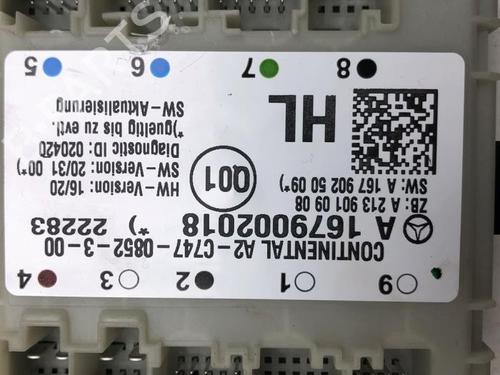 9 1 2 3 4
CONTINENTAL A2-C747-0852-3-00
A 1679002018 *) 22283
ZB: A 213 901 09 08
SW: A 167 902 50 09*)
Q01
HW-Version: 16/20
SW-Version: 20/31 00*)
Diagnostic ID: 020420
*)gueltig bis zu evtl.
SW-Aktualisierung
HL
8 7 6 5